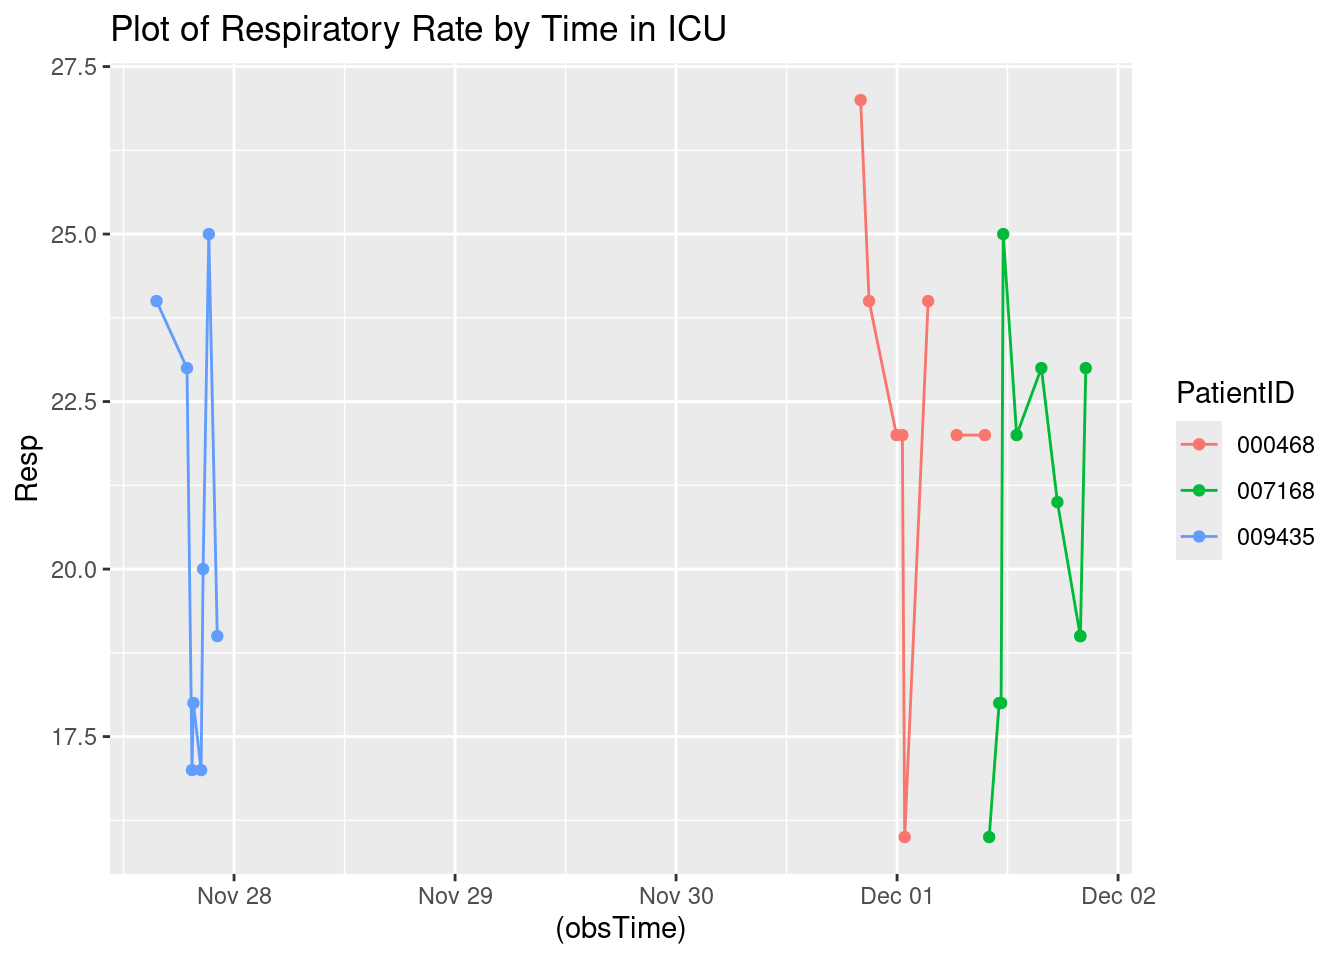 Plot of Respiratory Rate by Time in ICU
27.5
25.0
22.5
20.0
17.5
Resp
Nov 28
Nov 29
Nov 30
Dec 01
Dec 02
(obsTime)
PatientID
000468
007168
009435